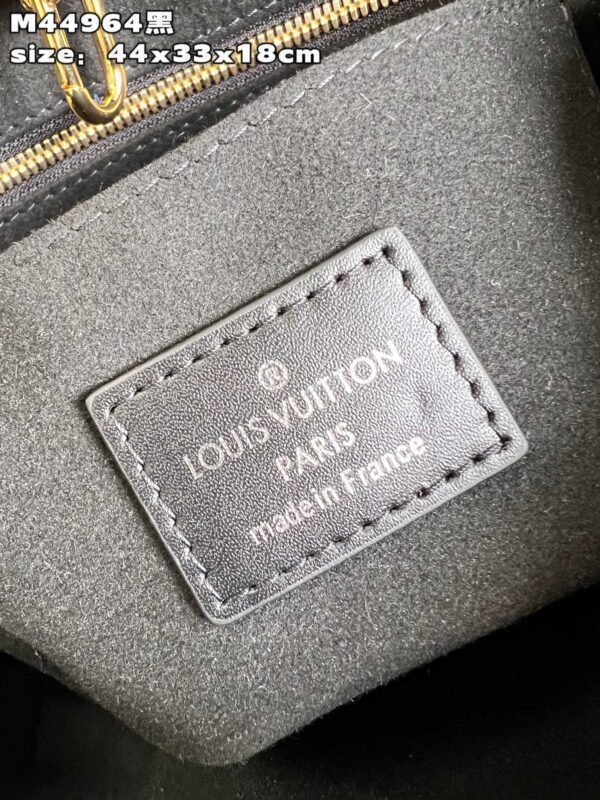 M44964黑
size：44x33x18cm
®
LOUIS VUITTON
PARIS
made in France